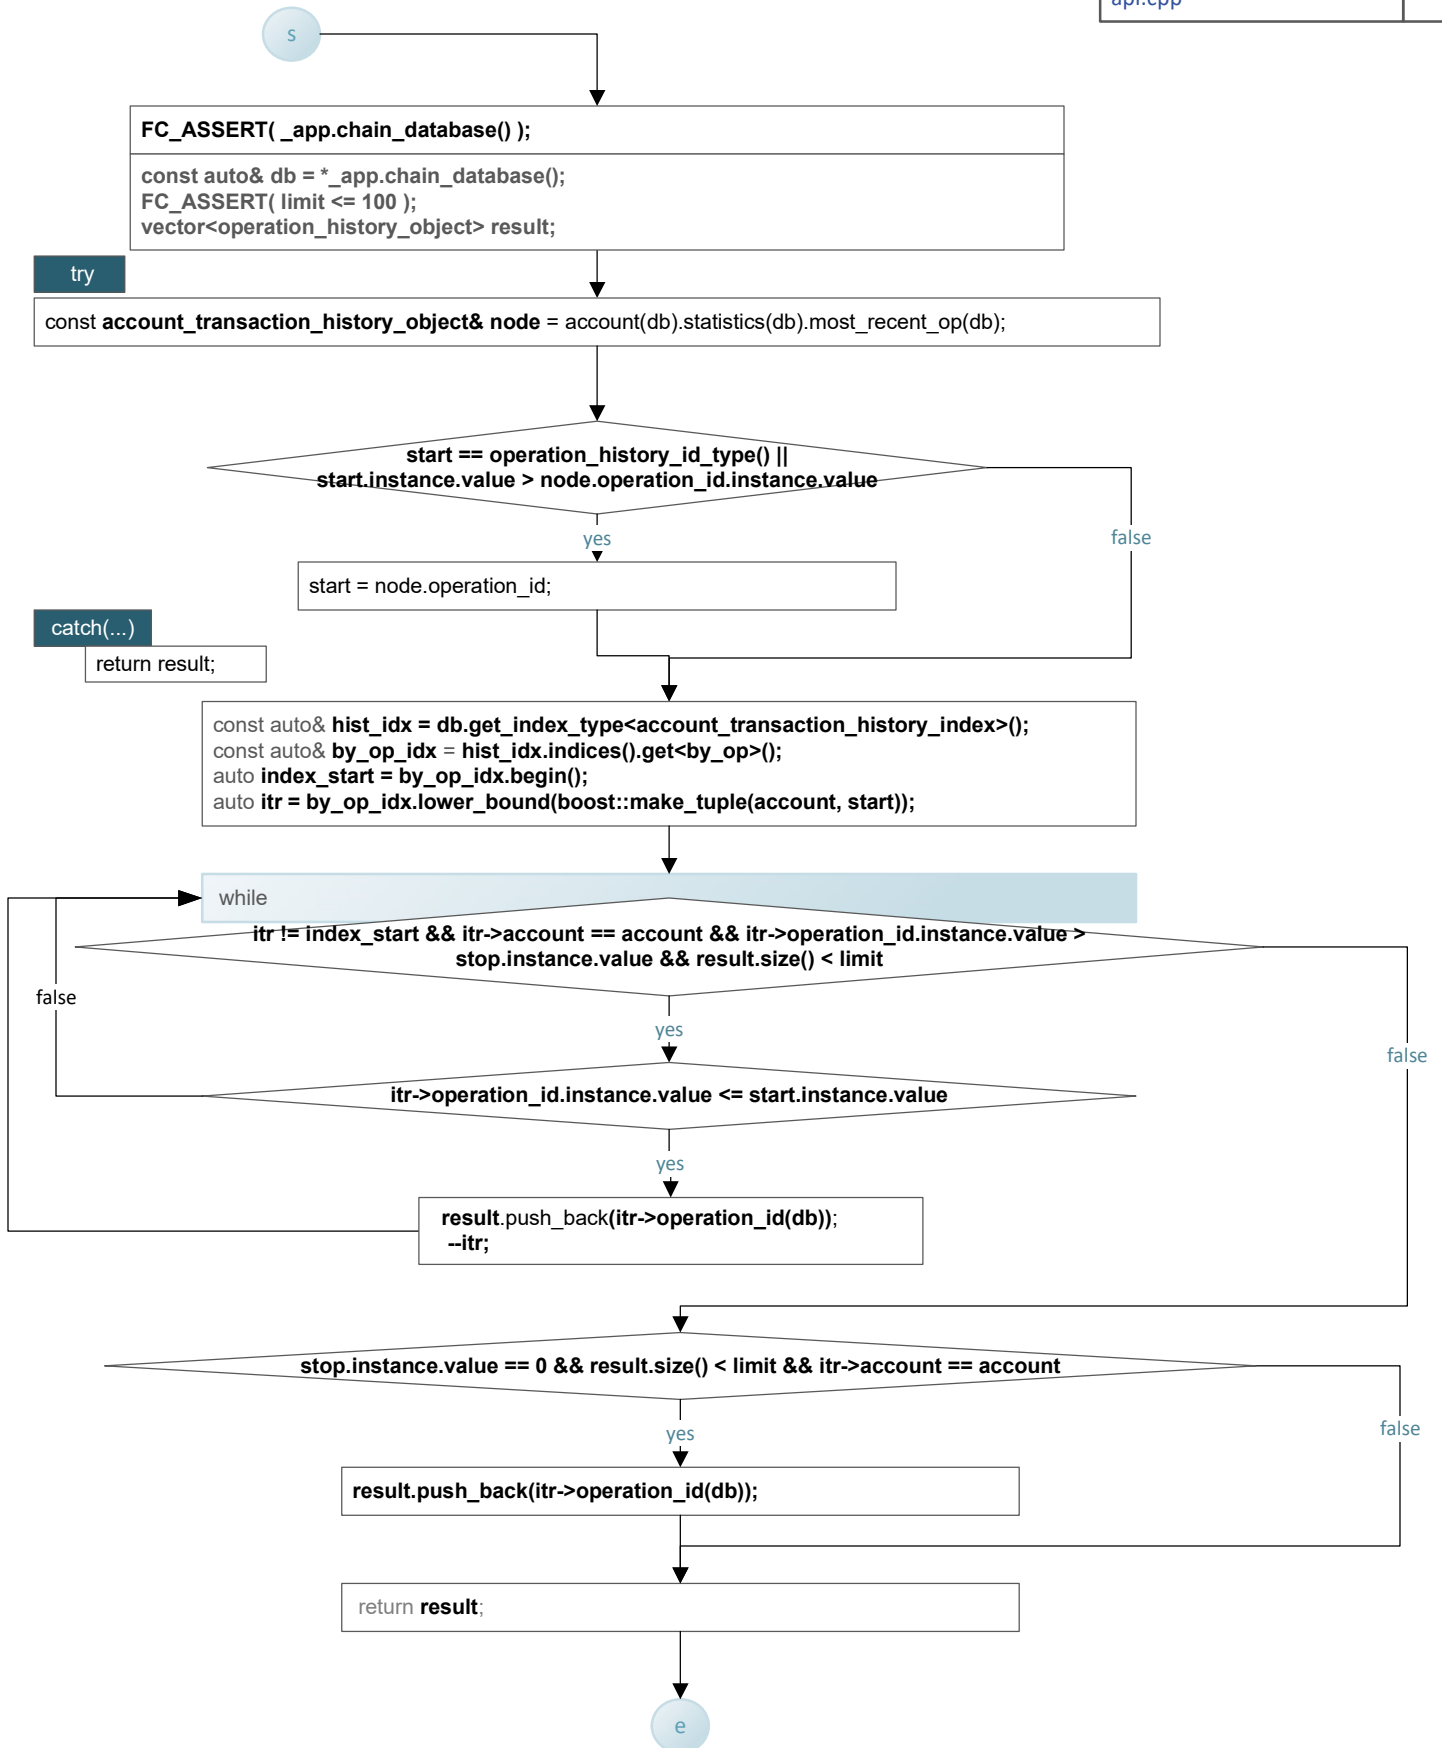 api.cpp
s
FC_ASSERT( _app.chain_database() );
const auto& db = *_app.chain_database();
FC_ASSERT( limit <= 100 );
vector<operation_history_object> result;
try
const account_transaction_history_object& node = account(db).statistics(db).most_recent_op(db);
start == operation_history_id_type() ||
start.instance.value > node.operation_id.instance.value
yes
false
start = node.operation_id;
catch(...)
return result;
const auto& hist_idx = db.get_index_type<account_transaction_history_index>();
const auto& by_op_idx = hist_idx.indices().get<by_op>();
auto index_start = by_op_idx.begin();
auto itr = by_op_idx.lower_bound(boost::make_tuple(account, start));
while
itr != index_start && itr->account == account && itr->operation_id.instance.value >
stop.instance.value && result.size() < limit
false
yes
false
itr->operation_id.instance.value <= start.instance.value
yes
result.push_back(itr->operation_id(db));
--itr;
stop.instance.value == 0 && result.size() < limit && itr->account == account
yes
false
result.push_back(itr->operation_id(db));
return result;
e